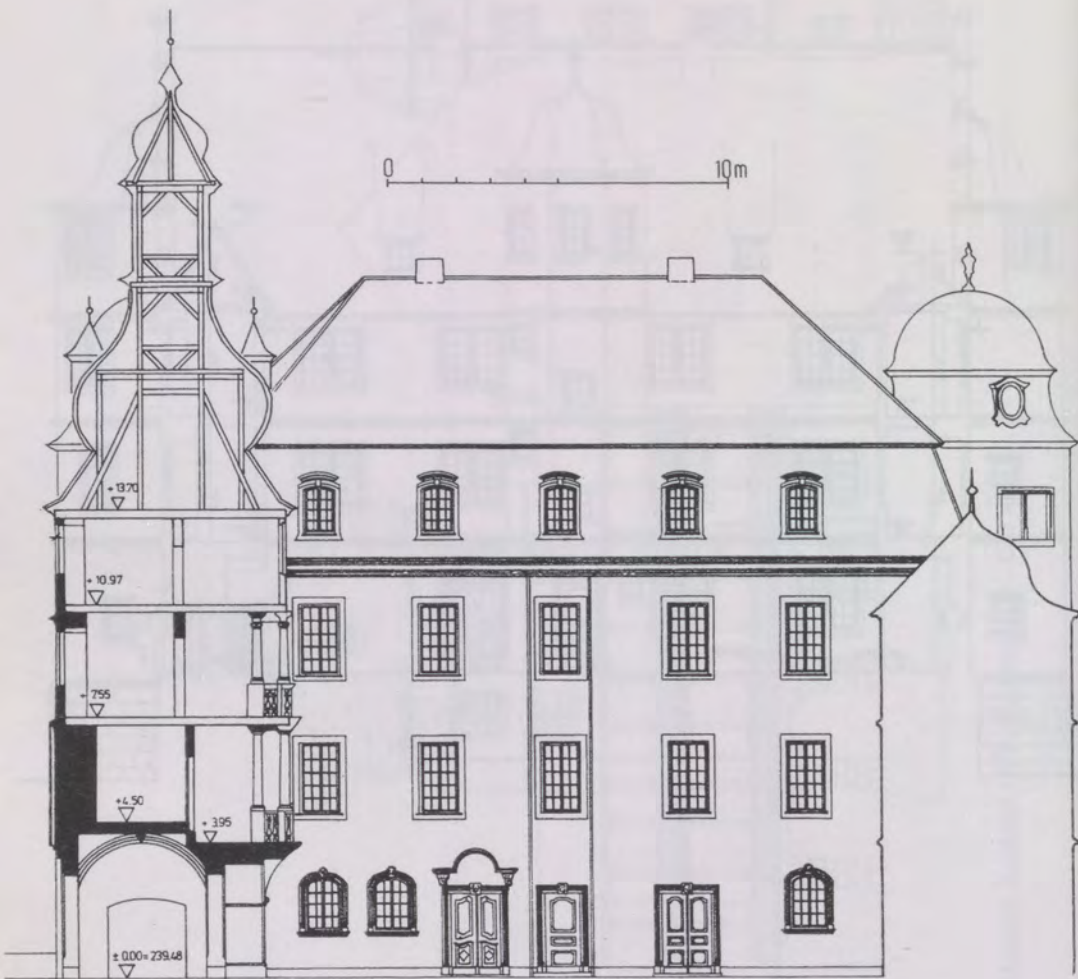 0 10m
+ 13.70
+ 10.97
+ 7.55
+4.50
+ 3.95
± 0.00 = 239.48